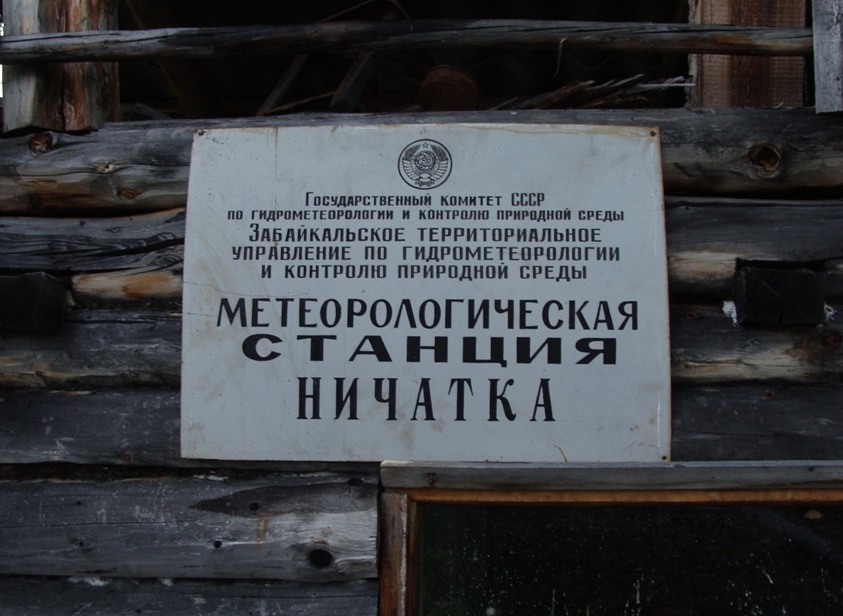 Государственный комитет СССР
по гидрометеорологии и контролю природной среды
Забайкальское территориальное
управление по гидрометеорологии
и контролю природной среды
МЕТЕОРОЛОГИЧЕСКАЯ
СТАНЦИЯ
НИЧАТКА